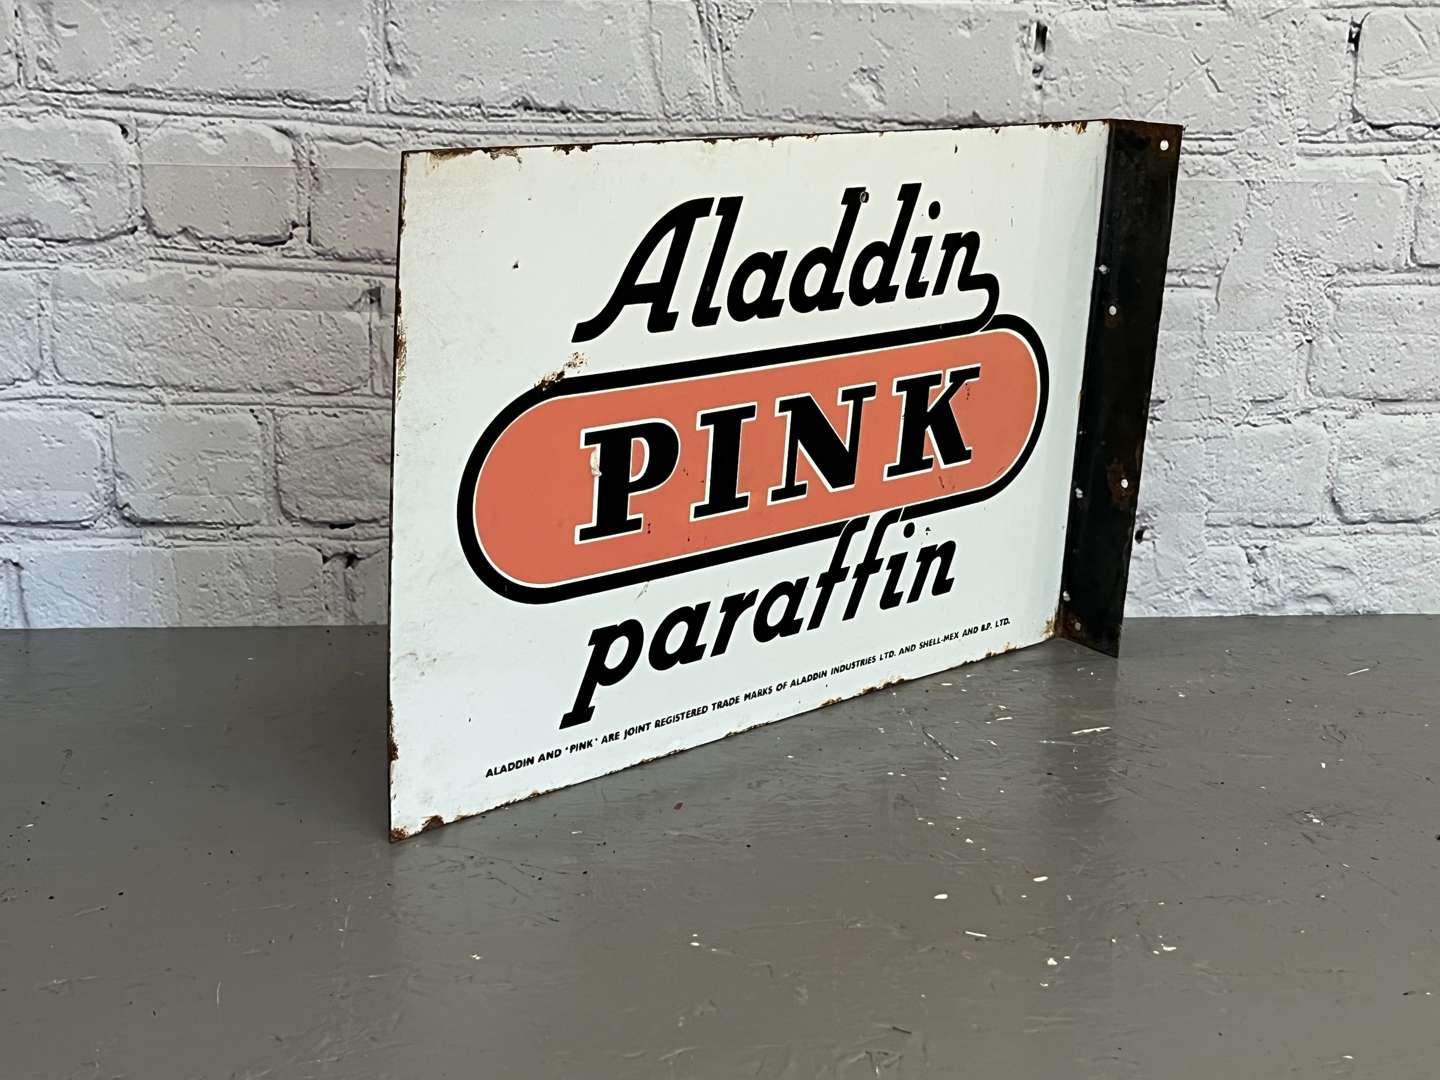 Aladdin
PINK
paraffin
ALADDIN AND 'PINK' ARE JOINT REGISTERED TRADE MARKS OF ALADDIN INDUSTRIES LTD. AND SHELL-MEX AND B.P. LTD.